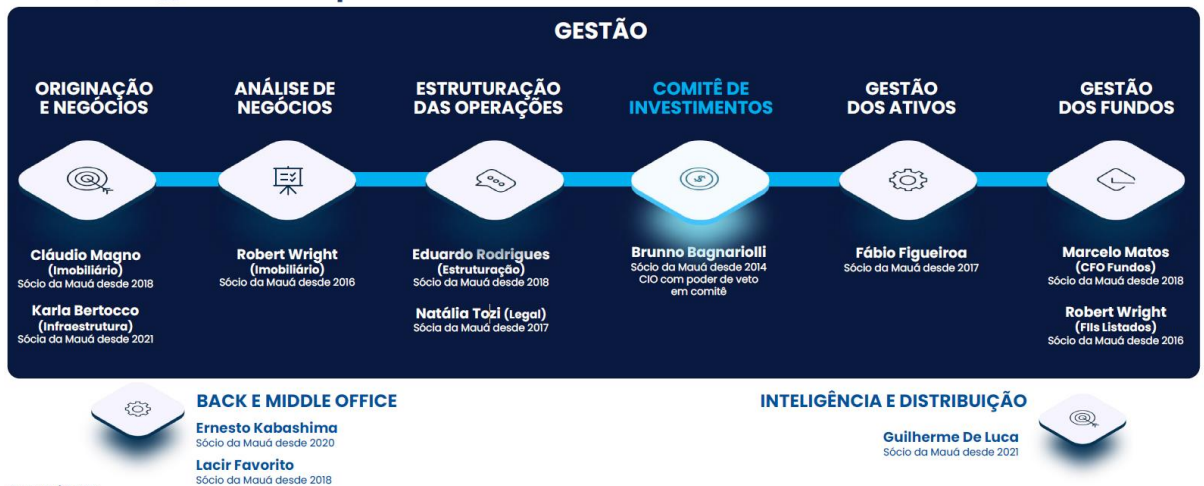 GESTÃO
ORIGINAÇÃO
E NEGÓCIOS
Cláudio Magno
(Imobiliário)
Sócio da Mauá desde 2018
Karla Bertocco
(Infraestrutura)
Sócia da Mauá desde 2021
ANÁLISE DE
NEGÓCIOS
Robert Wright
(Imobiliário)
Sócio da Mauá desde 2016
ESTRUTURAÇÃO
DAS OPERAÇÕES
Eduardo Rodrigues
(Estruturação)
Sócio da Mauá desde 2018
Natália Tozi (Legal)
Sócia da Mauá desde 2017
COMITÊ DE
INVESTIMENTOS
Brunno Bagnariolli
Sócio da Mauá desde 2014
CIO com poder de veto
em comitê
GESTÃO
DOS ATIVOS
Fábio Figueiroa
Sócio da Mauá desde 2017
GESTÃO
DOS FUNDOS
Marcelo Matos
(CFO Fundos)
Sócio da Mauá desde 2018
Robert Wright
(FIIs Listados)
Sócio da Mauá desde 2016
BACK E MIDDLE OFFICE
Ernesto Kabashima
Sócio da Mauá desde 2020
Lacir Favorito
Sócio da Mauá desde 2018
INTELIGÊNCIA E DISTRIBUIÇÃO
Guilherme De Luca
Sócio da Mauá desde 2021